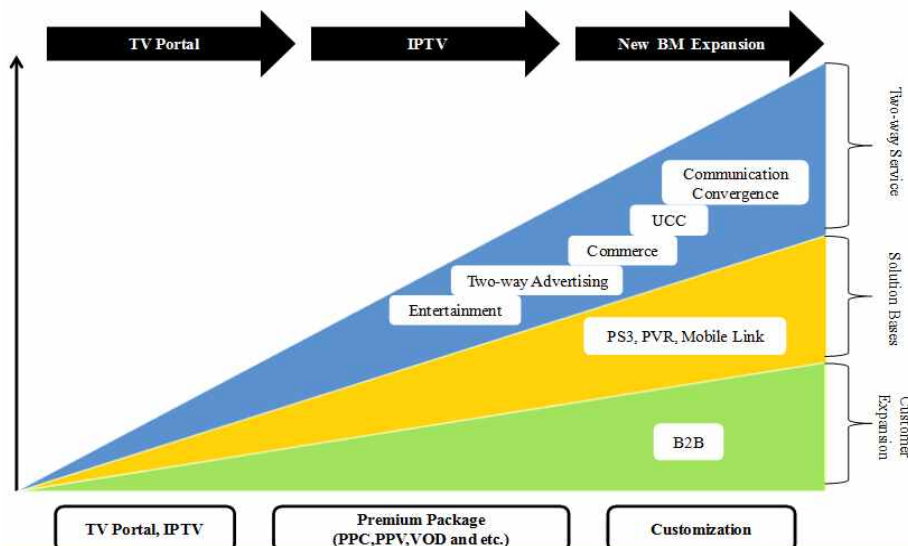 TV Portal
IPTV
New BM Expansion
Two-way Service
Communication
Convergence
UCC
Commerce
Two-way Advertising
Entertainment
Solution Bases
PS3, PVR, Mobile Link
Customer
Expansion
B2B
TV Portal, IPTV
Premium Package
(PPC,PPV,VOD and etc.)
Customization